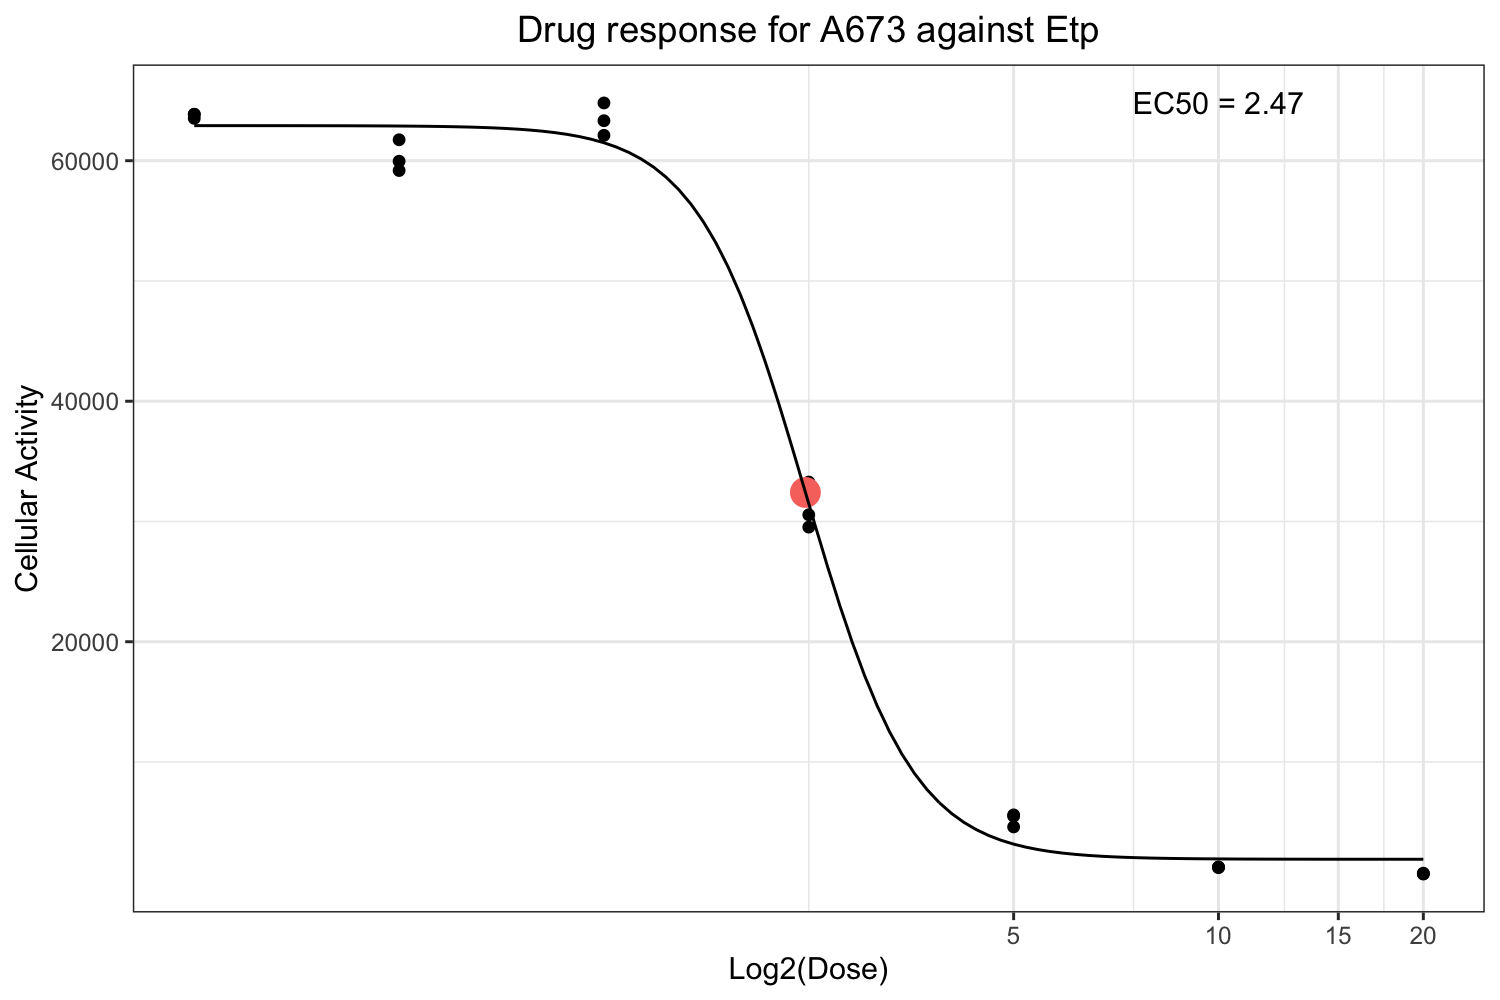 Drug response for A673 against Etp
EC50 = 2.47
60000
40000
20000
Cellular Activity
5 10 15 20
Log2(Dose)